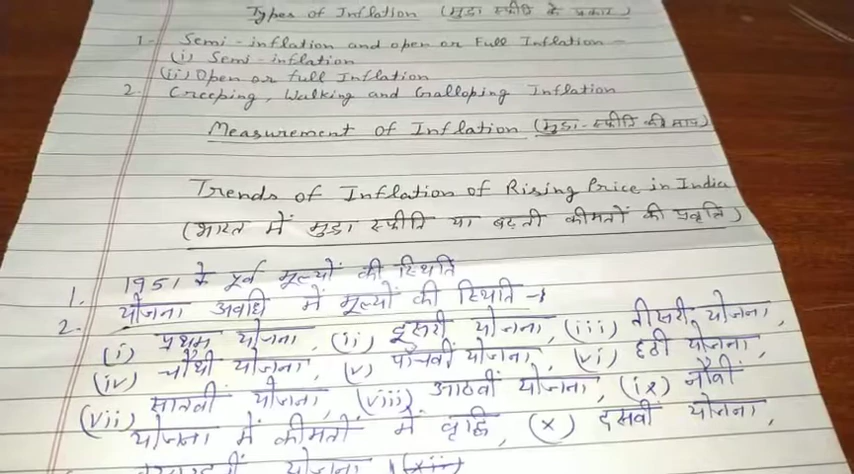 Types of Inflation (मुद्रा स्फीति के प्रकार)
1- Semi-inflation and open or Full Inflation -
(i) Semi-inflation
(ii) Open or full Inflation
2. Creeping, Walking and Galloping Inflation
Measurement of Inflation (मुद्रा-स्फीति की माप)
Trends of Inflation of Rising Price in India
(भारत में मुद्रा स्फीति या बढ़ती कीमतों की प्रवृति)
1. 1951 के पूर्व मूल्यों की स्थिति
2. योजना अवधि में मूल्यों की स्थिति →
(i) प्रथम योजना, (ii) दूसरी योजना, (iii) तीसरी योजना,
(iv) चौथी योजना, (v) पाँचवीं योजना, (vi) छठी योजना,
(vii) सातवीं योजना, (viii) आठवीं योजना, (ix) नौवीं
योजना में कीमतों में वृद्धि, (x) दसवीं योजना,
योजना (xii)